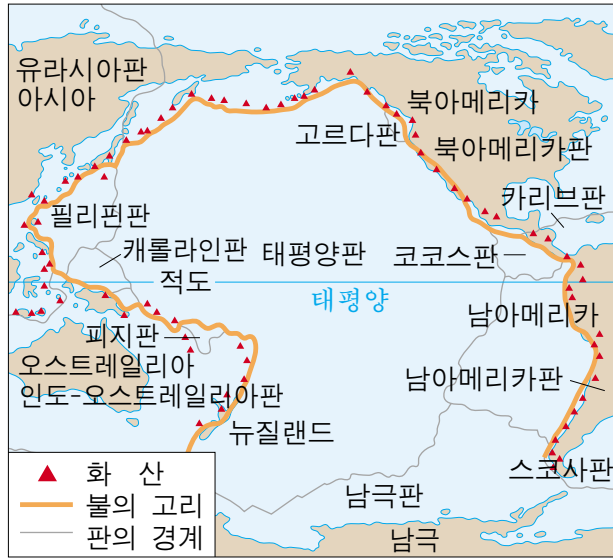 유라시아판
아시아
북아메리카
고르다판
북아메리카판
카리브판
필리핀판
캐롤라인판
태평양판
코코스판
적도
태평양
남아메리카
피지판
오스트레일리아
남아메리카판
인도-오스트레일리아판
뉴질랜드
스코사판
남극판
남극
화 산
불의 고리
판의 경계